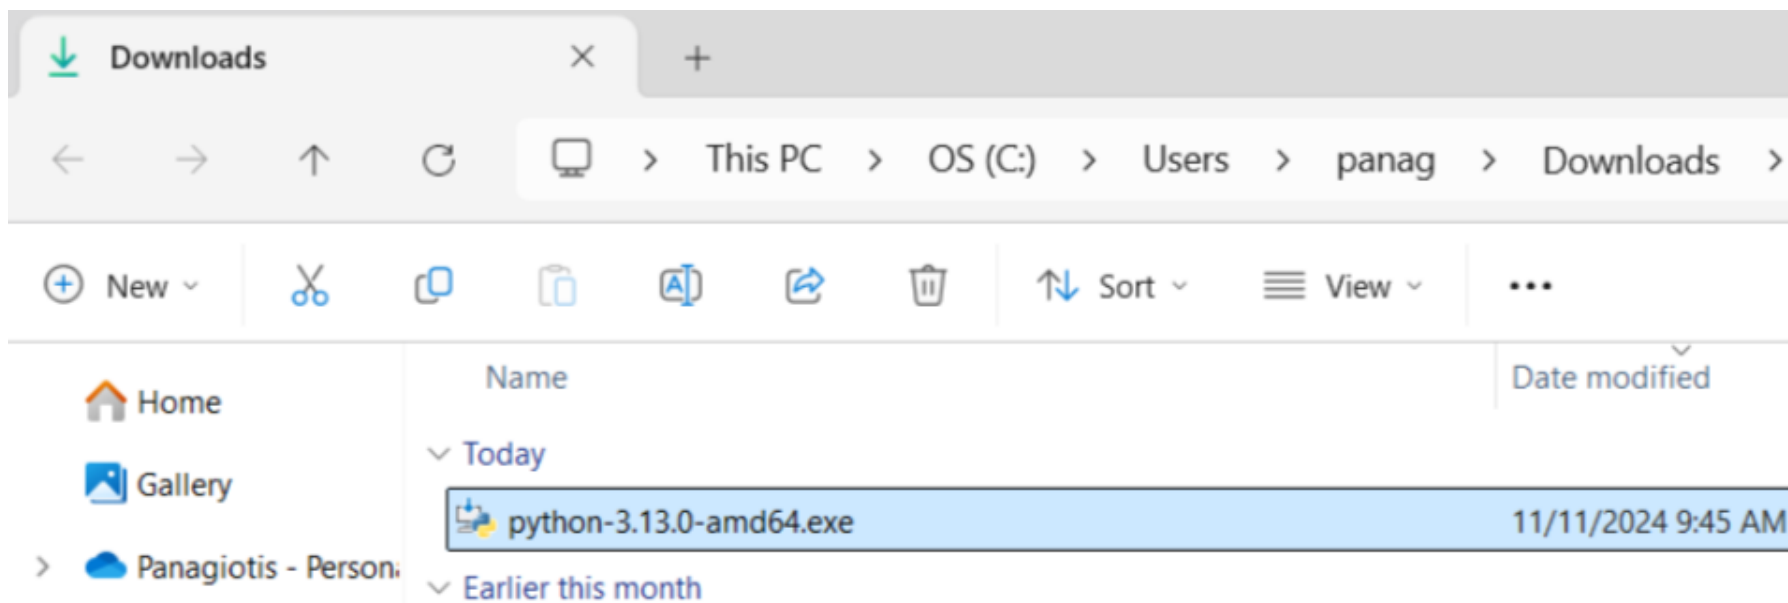 Downloads
This PC > OS (C:) > Users > panag > Downloads >
New Sort View
Name Date modified
Home
Today
Gallery
python-3.13.0-amd64.exe 11/11/2024 9:45 AM
Panagiotis - Persona
Earlier this month